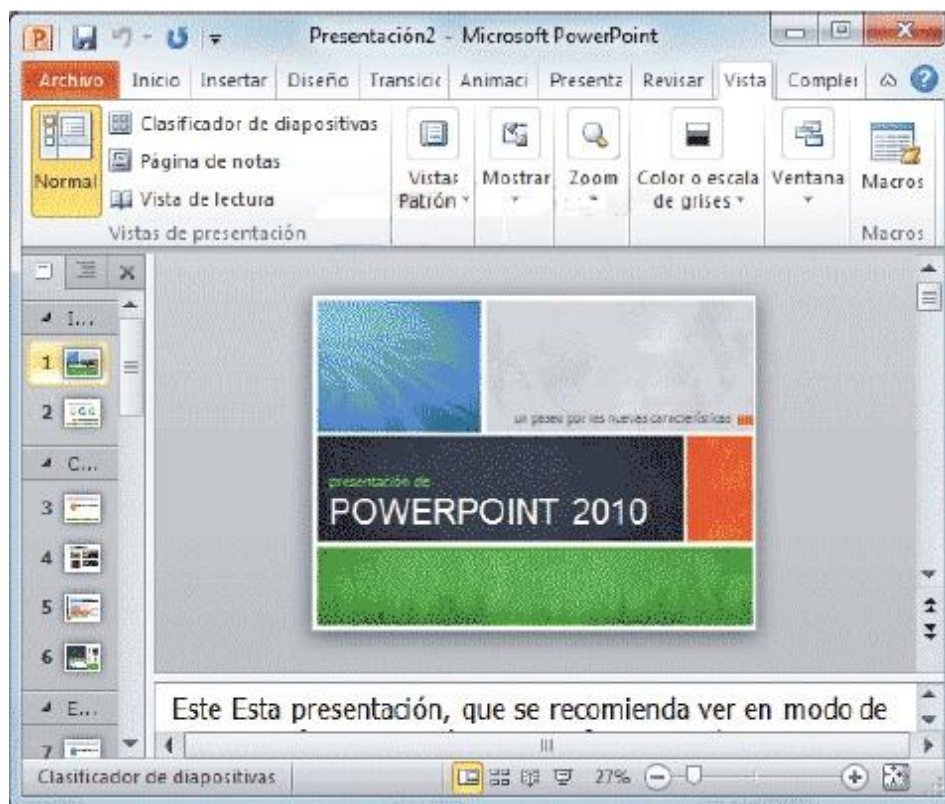 Presentación2 - Microsoft PowerPoint
Archivo Inicio Insertar Diseño Transicic Animaci Presenta Revisar Vista Compler
Normal
Clasificador de diapositivas
Página de notas
Vista de lectura
Vistas Patrón
Mostrar
Zoom
Color o escala de grises
Ventana
Macros
Vistas de presentación
Macros
I...
1
2
C...
3
4
5
6
E...
7
un paseo por las nuevas características
presentación de
POWERPOINT 2010
Este Esta presentación, que se recomienda ver en modo de
Clasificador de diapositivas
27%